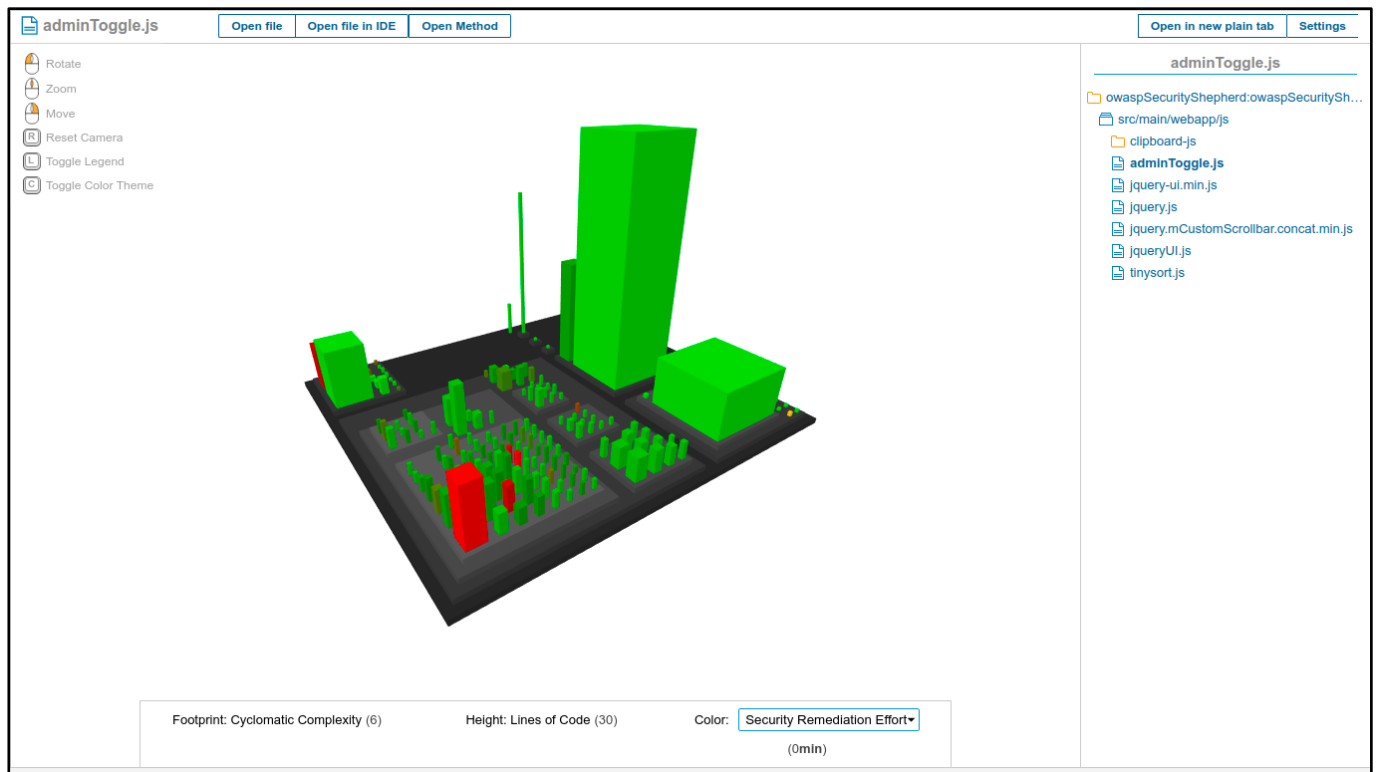 adminToggle.js
Open file
Open file in IDE
Open Method
Open in new plain tab
Settings
Rotate
Zoom
Move
R Reset Camera
L Toggle Legend
C Toggle Color Theme
adminToggle.js
owaspSecurityShepherd:owaspSecuritySh…
src/main/webapp/js
clipboard-js
adminToggle.js
jquery-ui.min.js
jquery.js
jquery.mCustomScrollbar.concat.min.js
jqueryUI.js
tinysort.js
Footprint: Cyclomatic Complexity (6)
Height: Lines of Code (30)
Color: Security Remediation Effort
(0min)